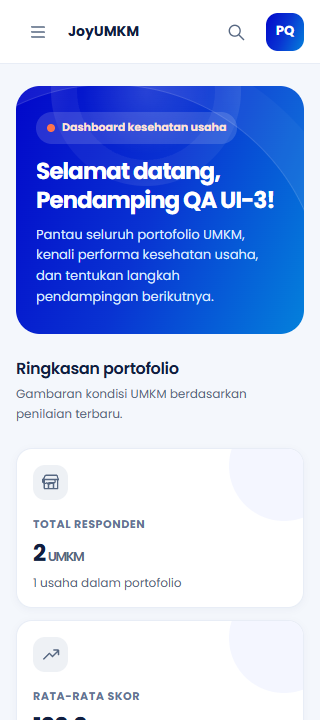 JoyUMKM
PQ
Dashboard kesehatan usaha
Selamat datang,
Pendamping QA UI-3!
Pantau seluruh portofolio UMKM,
kenali performa kesehatan usaha,
dan tentukan langkah
pendampingan berikutnya.
Ringkasan portofolio
Gambaran kondisi UMKM berdasarkan
penilaian terbaru.
TOTAL RESPONDEN
2 UMKM
1 usaha dalam portofolio
RATA-RATA SKOR